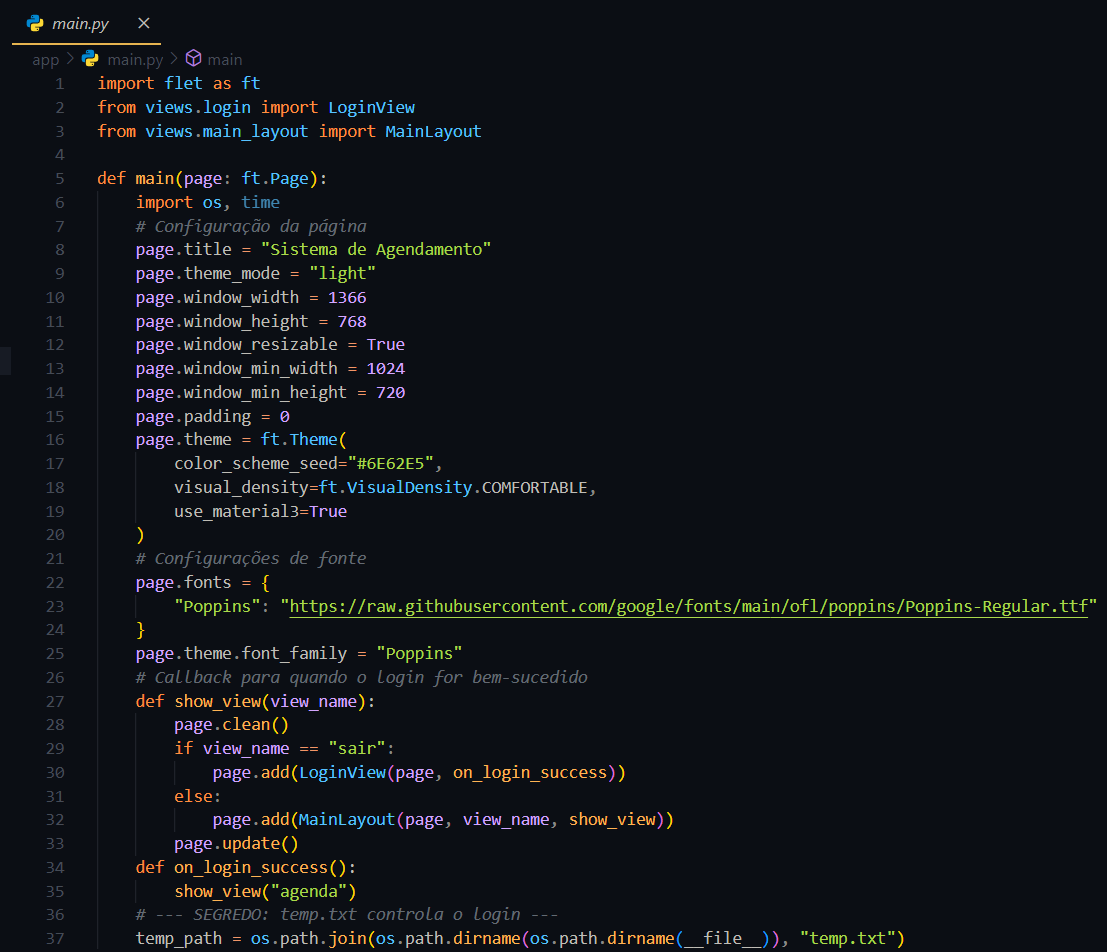 main.py
app > main.py > main
1 import flet as ft
2 from views.login import LoginView
3 from views.main_layout import MainLayout
4
5 def main(page: ft.Page):
6     import os, time
7     # Configuração da página
8     page.title = "Sistema de Agendamento"
9     page.theme_mode = "light"
10     page.window_width = 1366
11     page.window_height = 768
12     page.window_resizable = True
13     page.window_min_width = 1024
14     page.window_min_height = 720
15     page.padding = 0
16     page.theme = ft.Theme(
17         color_scheme_seed="#6E62E5",
18         visual_density=ft.VisualDensity.COMFORTABLE,
19         use_material3=True
20     )
21     # Configurações de fonte
22     page.fonts = {
23         "Poppins": "https://raw.githubusercontent.com/google/fonts/main/ofl/poppins/Poppins-Regular.ttf"
24     }
25     page.theme.font_family = "Poppins"
26     # Callback para quando o login for bem-sucedido
27     def show_view(view_name):
28         page.clean()
29         if view_name == "sair":
30             page.add(LoginView(page, on_login_success))
31         else:
32             page.add(MainLayout(page, view_name, show_view))
33         page.update()
34     def on_login_success():
35         show_view("agenda")
36     # --- SEGREDO: temp.txt controla o login ---
37     temp_path = os.path.join(os.path.dirname(os.path.dirname(__file__)), "temp.txt")